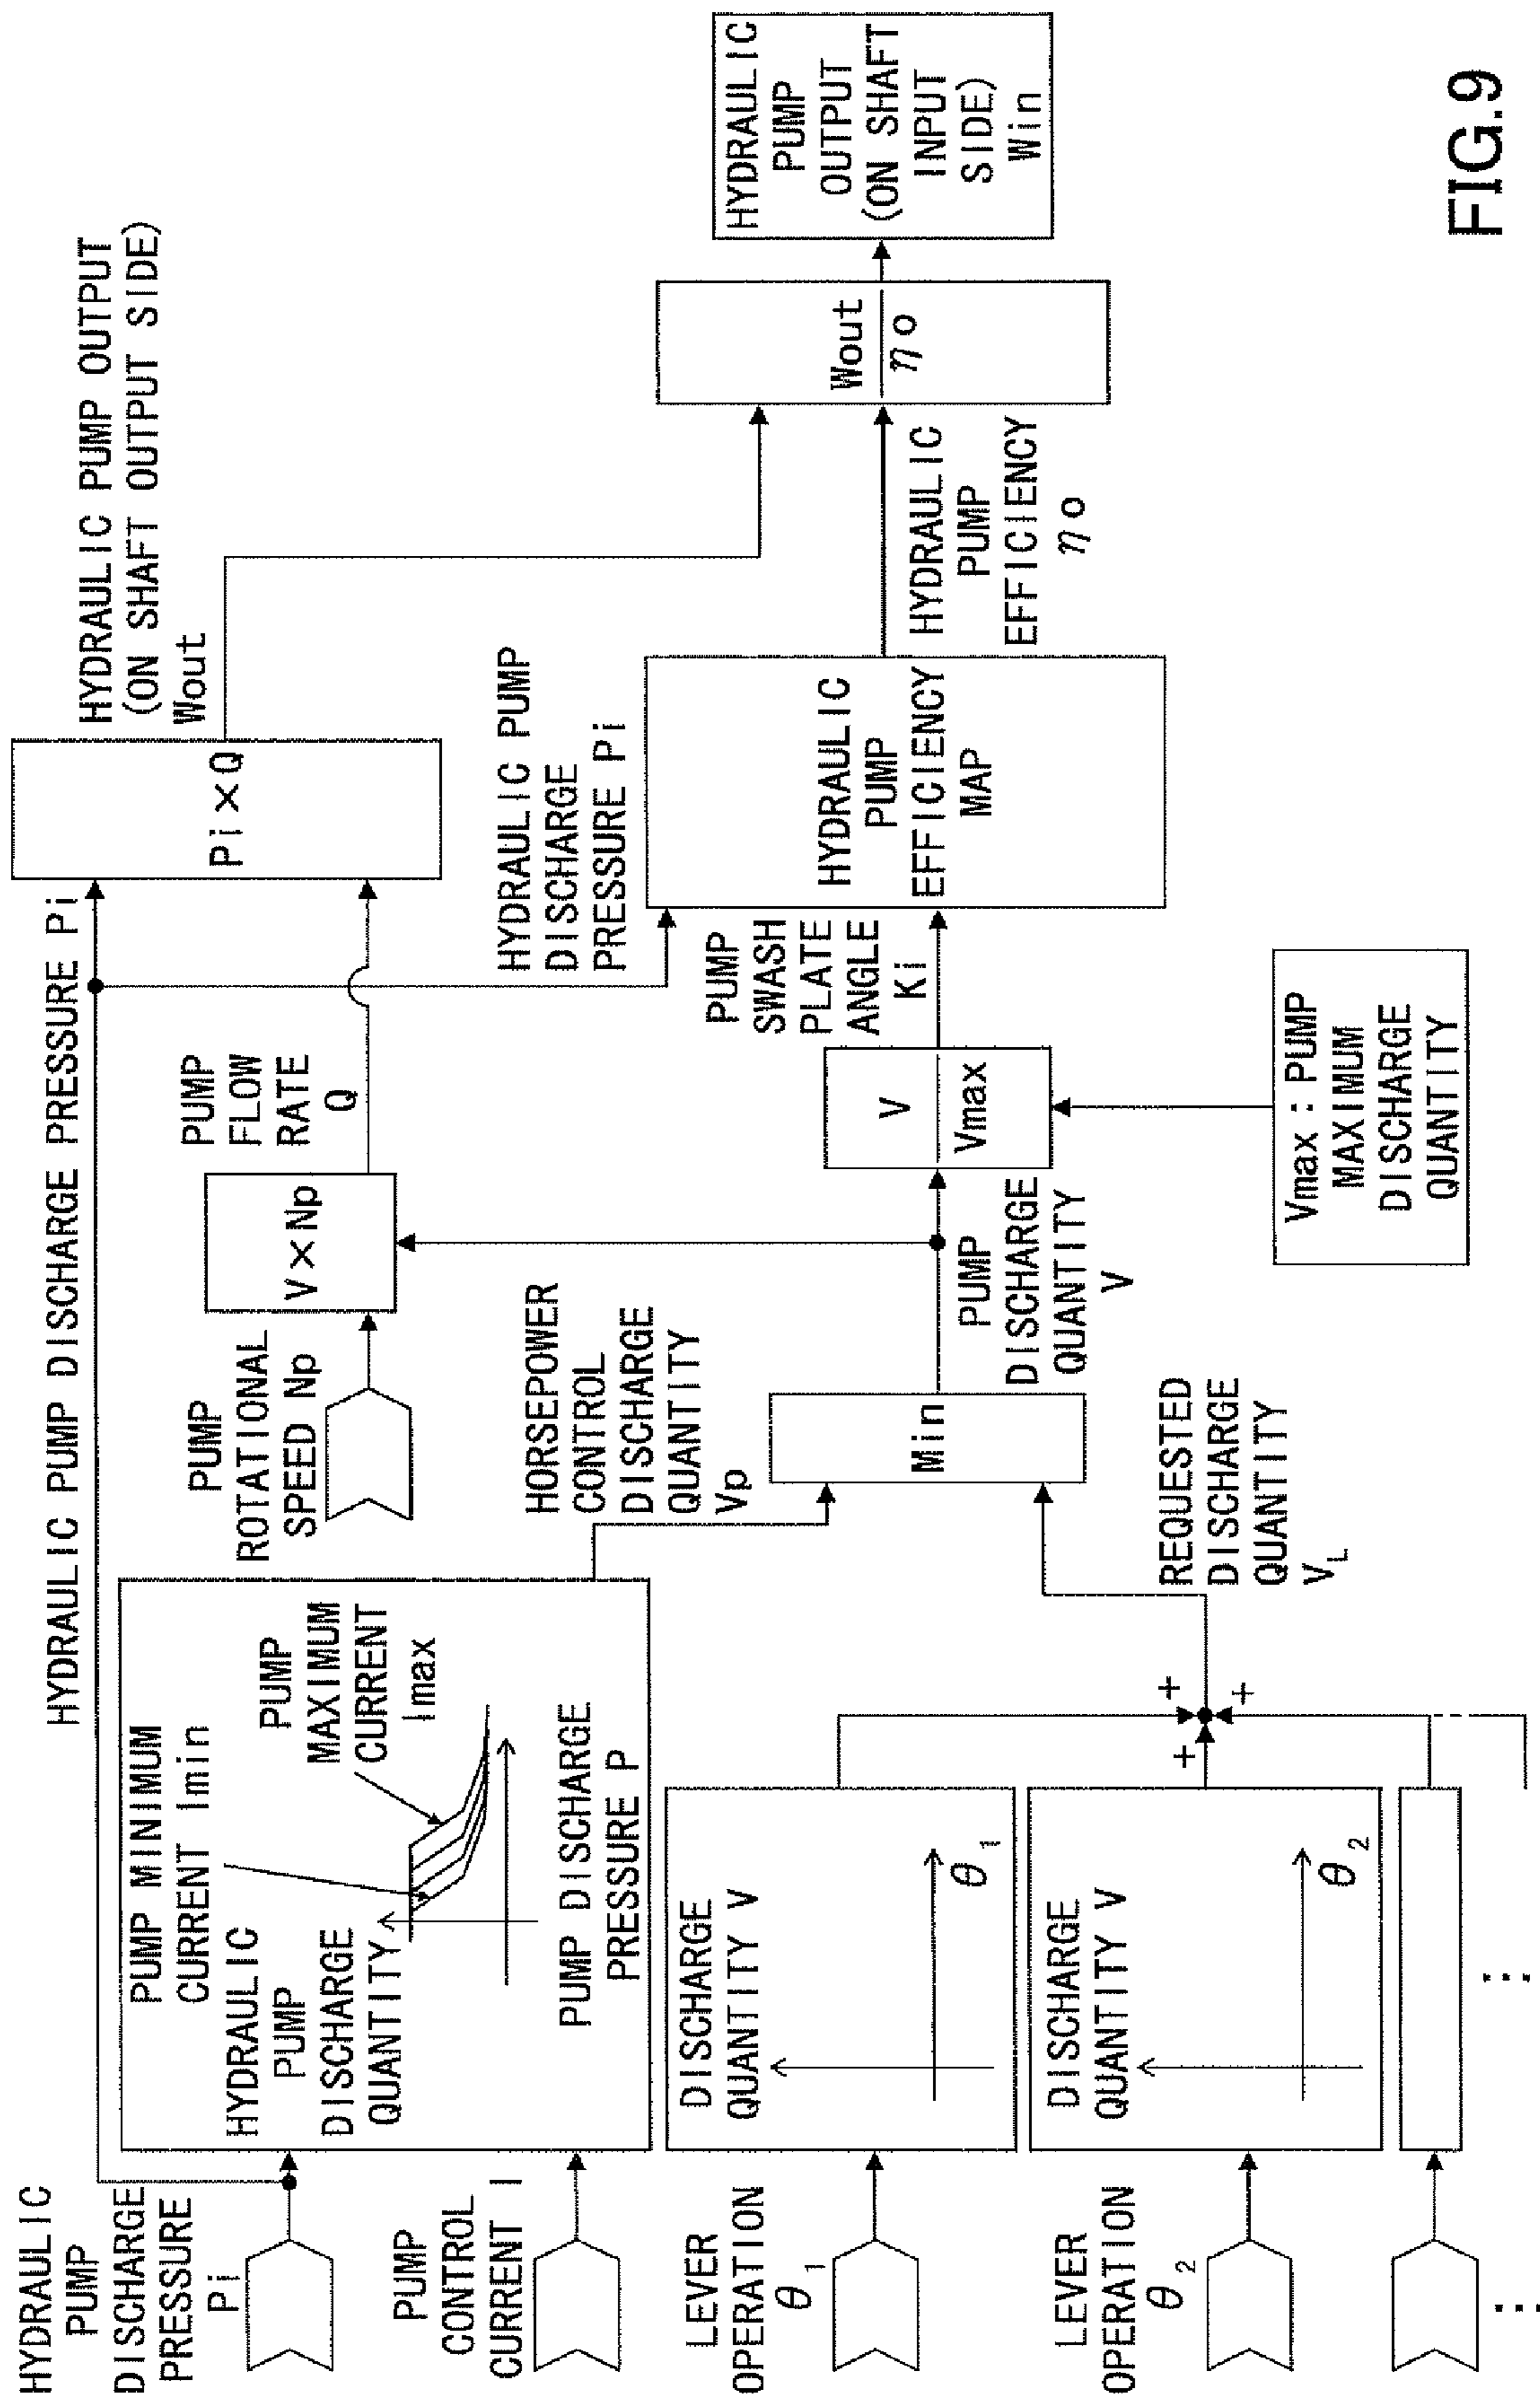 HYDRAULIC
PUMP
DISCHARGE
PRESSURE
Pi
HYDRAULIC PUMP DISCHARGE PRESSURE Pi
PUMP
CONTROL
CURRENT I
PUMP MINIMUM
CURRENT Imin
HYDRAULIC
PUMP
DISCHARGE
QUANTITY
PUMP
MAXIMUM
CURRENT
Imax
PUMP DISCHARGE
PRESSURE P
LEVER
OPERATION
θ1
DISCHARGE
QUANTITY V
θ1
LEVER
OPERATION
θ2
DISCHARGE
QUANTITY V
θ2
+
+
+
REQUESTED
DISCHARGE
QUANTITY
VL
HORSEPOWER
CONTROL
DISCHARGE
QUANTITY
Vp
Min
PUMP
ROTATIONAL
SPEED Np
V×Np
PUMP
FLOW
RATE
Q
PUMP
DISCHARGE
QUANTITY
V
V
Vmax
Vmax:PUMP
MAXIMUM
DISCHARGE
QUANTITY
PUMP
SWASH
PLATE
ANGLE
Ki
HYDRAULIC PUMP
DISCHARGE
PRESSURE Pi
Pi×Q
HYDRAULIC PUMP OUTPUT
(ON SHAFT OUTPUT SIDE)
Wout
HYDRAULIC
PUMP
EFFICIENCY
MAP
HYDRAULIC
PUMP
EFFICIENCY
ηo
Wout
ηo
HYDRAULIC
PUMP
OUTPUT
(ON SHAFT
INPUT
SIDE)
Win
FIG.9